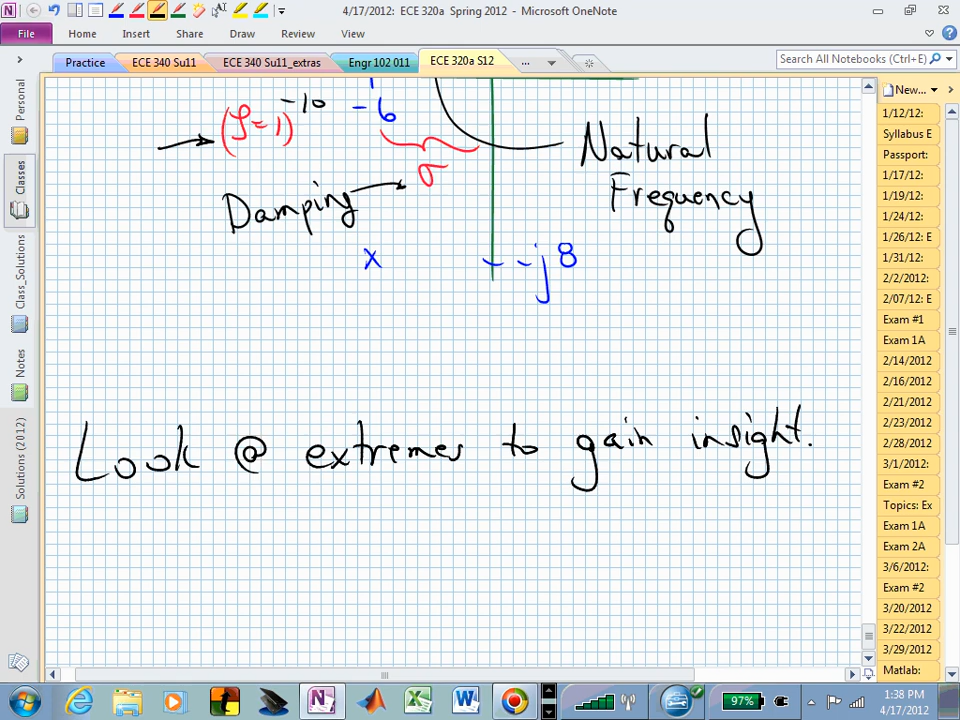 4/17/2012: ECE 320a Spring 2012 - Microsoft OneNote
File Home Insert Share Draw Review View
Practice ECE 340 Su11 ECE 340 Su11_extras Engr 102 011 ECE 320a S12 ... Search All Notebooks (Ctrl+E)
Personal
Classes
Class_Solutions
Notes
Solutions (2012)
(ζ=1) -10 -6
σ
Natural
Frequency
Damping
x -j8
Look @ extremes to gain insight.
New...
1/12/12:
Syllabus E
Passport:
1/17/12:
1/19/12:
1/24/12:
1/26/12: E
1/31/12:
2/2/2012:
2/07/12: E
Exam #1
Exam 1A
2/14/2012
2/16/2012
2/21/2012
2/23/2012
2/28/2012
3/1/2012:
Exam #2
Topics: Ex
Exam 1A
Exam 2A
3/6/2012:
Exam #2
3/20/2012
3/22/2012
3/29/2012
Matlab:
97%
1:38 PM
4/17/2012